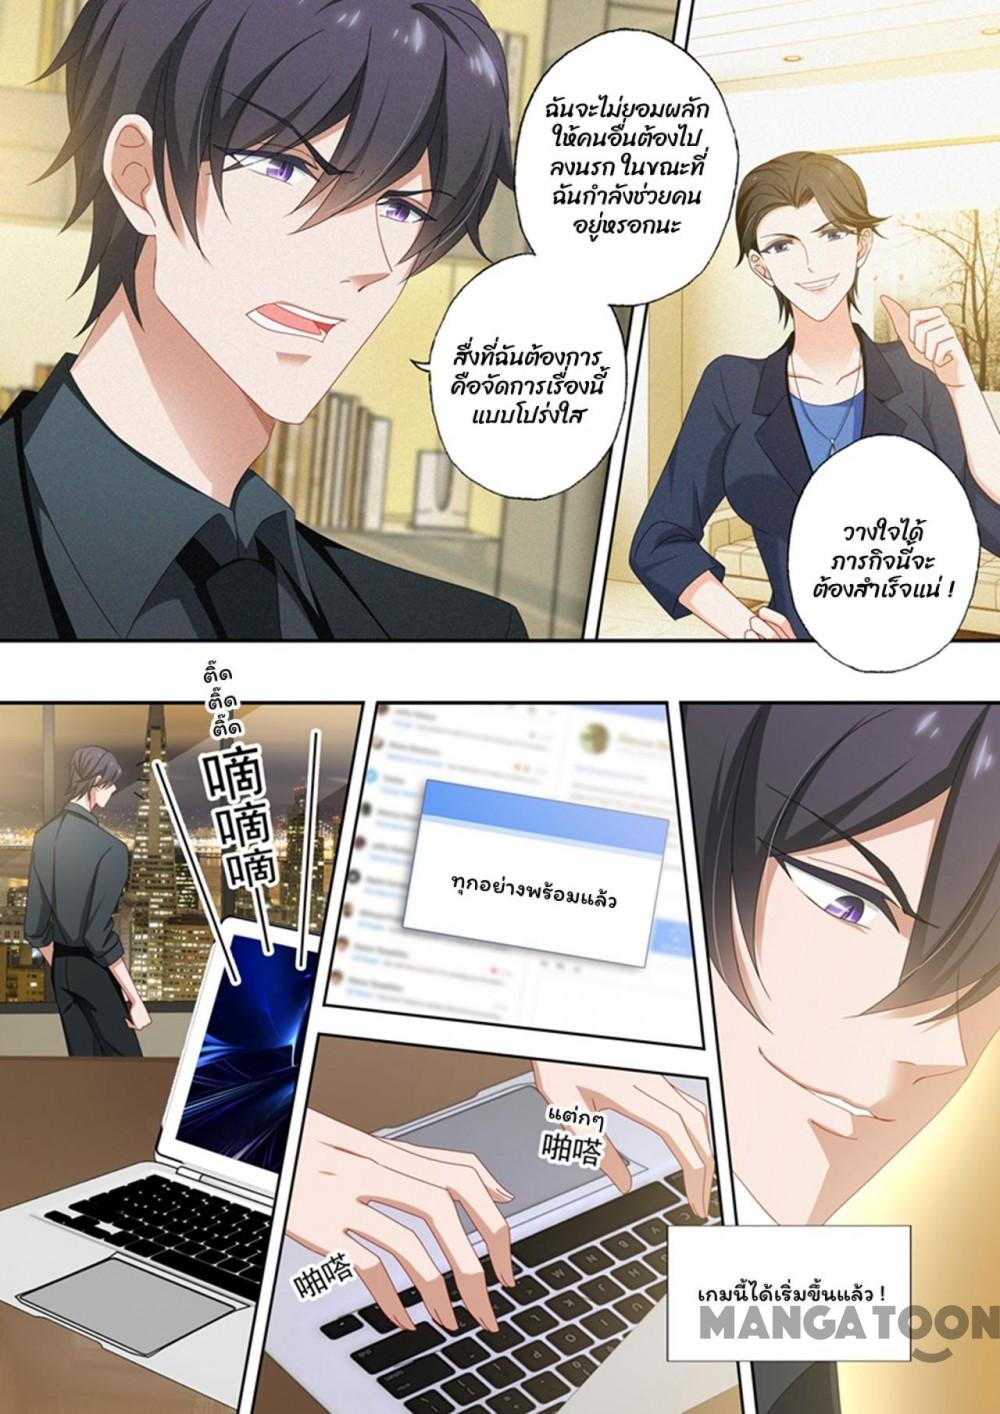 ฉันจะไม่ยอมผลัก
ให้คนอื่นต้องไป
ลงนรก ในขณะที่
ฉันกำลังช่วยคน
อยู่หรอกนะ
สิ่งที่ฉันต้องการ
คือจัดการเรื่องนี้
แบบโปร่งใส
วางใจได้
ภารกิจนี้จะ
ต้องสำเร็จแน่ !
ติ๊ด
ติ๊ด
ติ๊ด
嘀嘀嘀
ทุกอย่างพร้อมแล้ว
แต่กๆ
啪嗒
啪嗒
เกมนี้ได้เริ่มขึ้นแล้ว !
MANGATOON